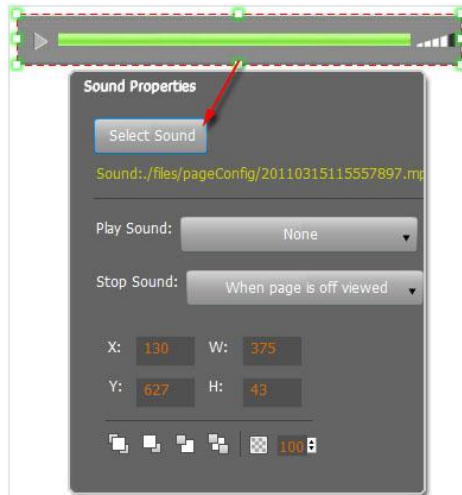 Sound Properties
Select Sound
Sound:./files/pageConfig/20110315115557897.mp
Play Sound: None
Stop Sound: When page is off viewed
X: 130 W: 375
Y: 627 H: 43
100